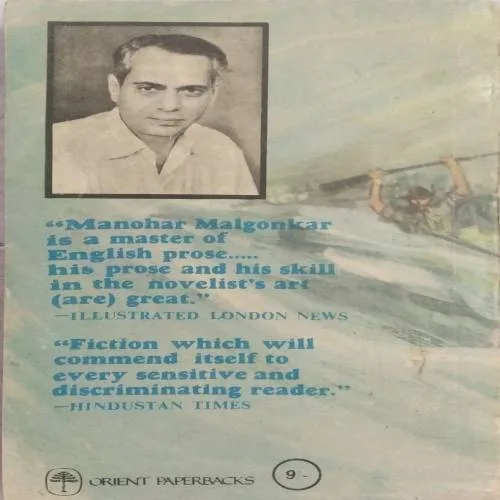 “Manohar Malgonkar
is a master of
English prose.....
his prose and his skill
in the novelist's art
(are) great.”
—ILLUSTRATED LONDON NEWS
“Fiction which will
commend itself to
every sensitive and
discriminating reader.”
—HINDUSTAN TIMES
ORIENT PAPERBACKS
9/-